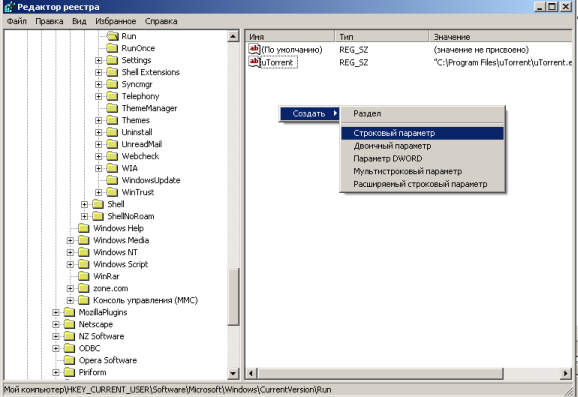 Редактор реестра
Файл Правка Вид Избранное Справка
Run
RunOnce
Settings
Shell Extensions
Syncmgr
Telephony
ThemeManager
Themes
Uninstall
UnreadMail
Webcheck
WIA
WindowsUpdate
WinTrust
Shell
ShellNoRoam
Windows Help
Windows Media
Windows NT
Windows Script
WinRar
zone.com
Консоль управления (MMC)
MozillaPlugins
Netscape
NZ Software
ODBC
Opera Software
Piriform
Имя Тип Значение
ab (По умолчанию) REG_SZ (значение не присвоено)
ab uTorrent REG_SZ "C:\Program Files\uTorrent\uTorrent.e
Создать
Раздел
Строковый параметр
Двоичный параметр
Параметр DWORD
Мультистроковый параметр
Расширяемый строковый параметр
Мой компьютер\HKEY_CURRENT_USER\Software\Microsoft\Windows\CurrentVersion\Run